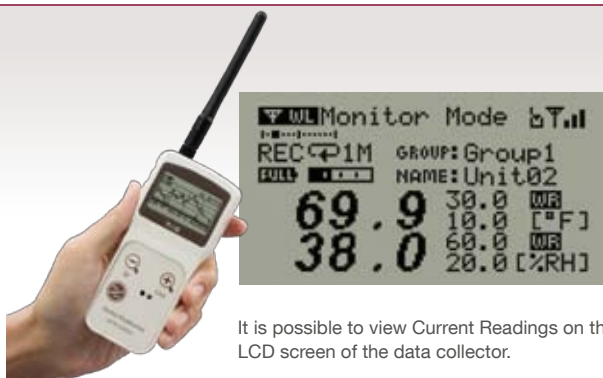 WL Monitor Mode
REC 1M GROUP:Group1
FULL NAME:Unit02
69.9 30.0 WR
10.0 [°F]
38.0 60.0 WR
20.0 [%RH]
It is possible to view Current Readings on th
LCD screen of the data collector.